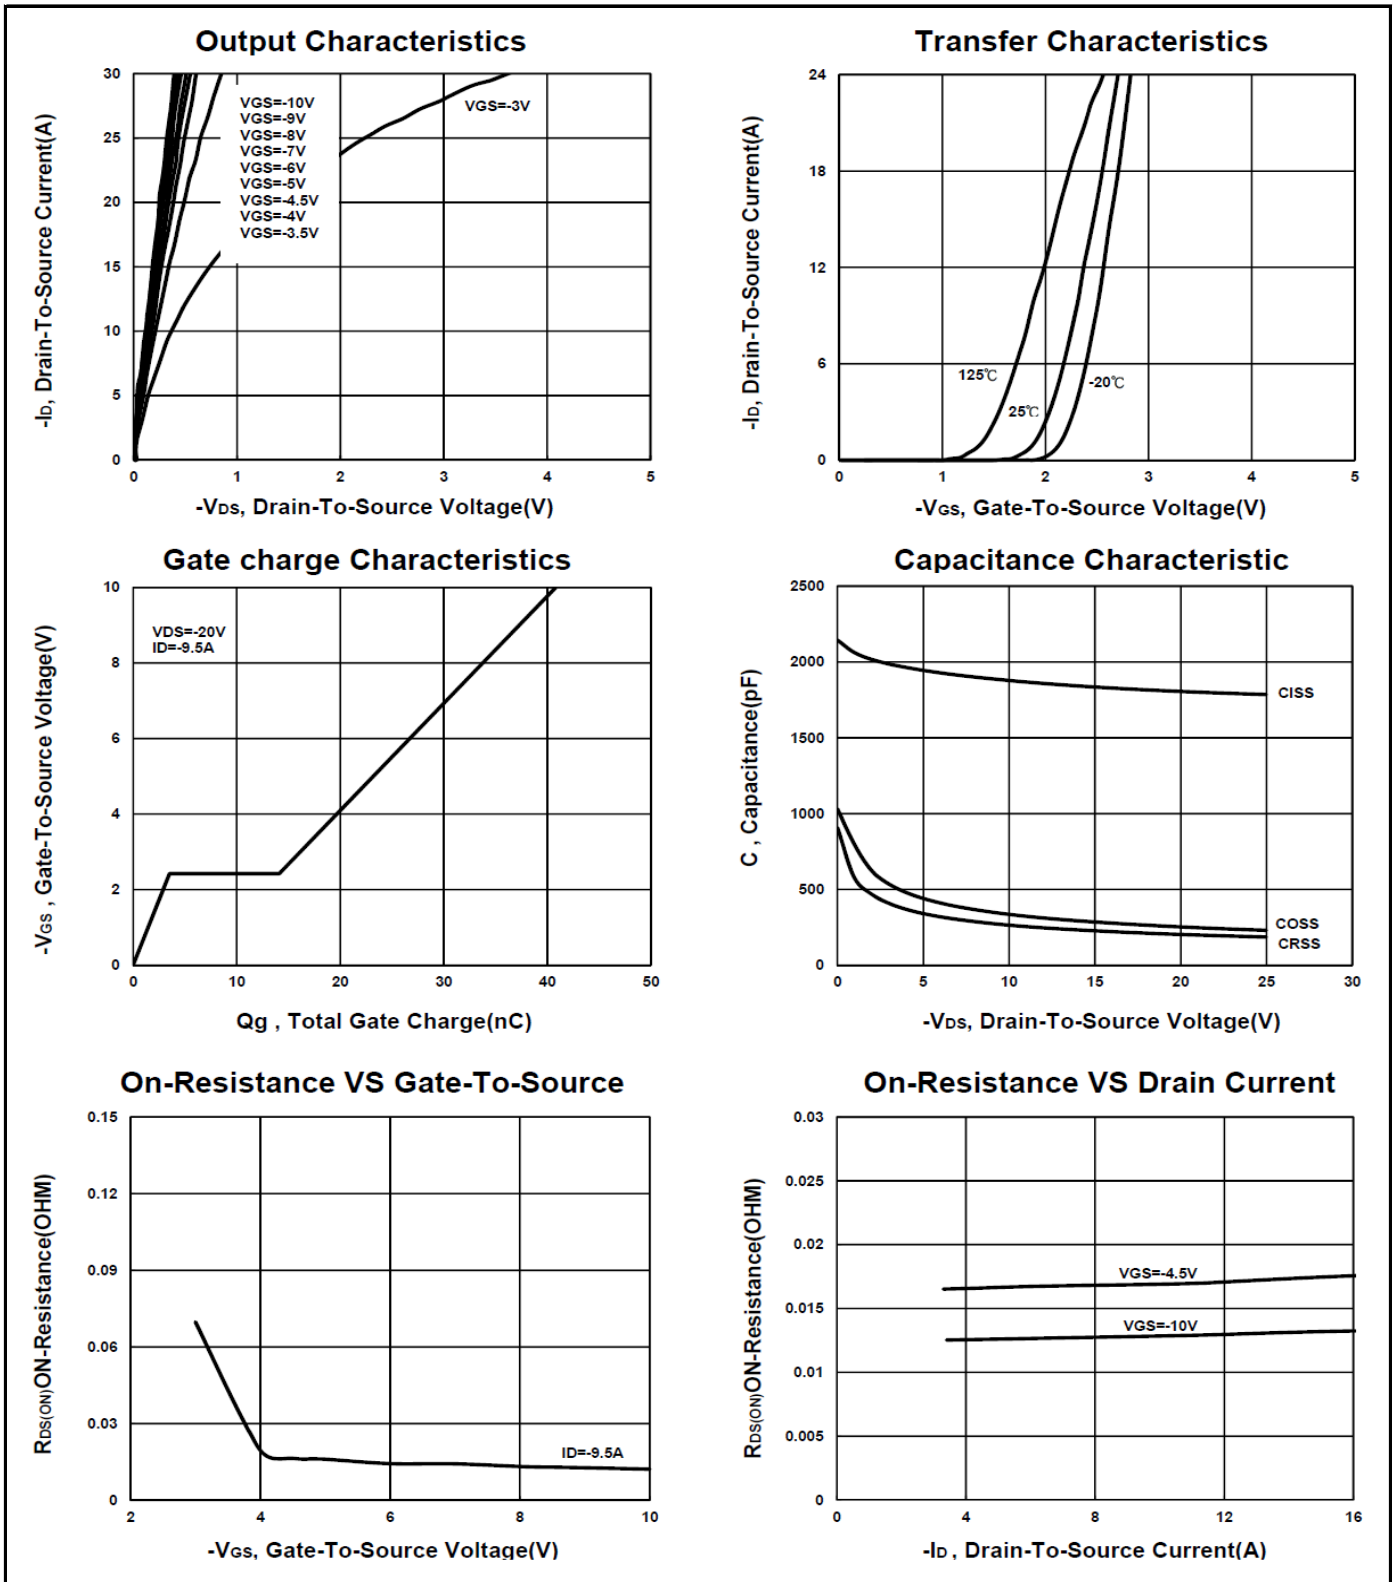 Output Characteristics
-ID, Drain-To-Source Current(A)
30
25
20
15
10
5
0
VGS=-10V
VGS=-9V
VGS=-8V
VGS=-7V
VGS=-6V
VGS=-5V
VGS=-4.5V
VGS=-4V
VGS=-3.5V
VGS=-3V
0 1 2 3 4 5
-VDS, Drain-To-Source Voltage(V)
Transfer Characteristics
-ID, Drain-To-Source Current(A)
24
18
12
6
0
125℃
25℃
-20℃
0 1 2 3 4 5
-VGS, Gate-To-Source Voltage(V)
Gate charge Characteristics
-VGS , Gate-To-Source Voltage(V)
10
8
6
4
2
0
VDS=-20V
ID=-9.5A
0 10 20 30 40 50
Qg , Total Gate Charge(nC)
Capacitance Characteristic
C , Capacitance(pF)
2500
2000
1500
1000
500
0
CISS
COSS
CRSS
0 5 10 15 20 25 30
-VDS, Drain-To-Source Voltage(V)
On-Resistance VS Gate-To-Source
RDS(ON)ON-Resistance(OHM)
0.15
0.12
0.09
0.06
0.03
0
ID=-9.5A
2 4 6 8 10
-VGS, Gate-To-Source Voltage(V)
On-Resistance VS Drain Current
RDS(ON)ON-Resistance(OHM)
0.03
0.025
0.02
0.015
0.01
0.005
0
VGS=-4.5V
VGS=-10V
0 4 8 12 16
-ID , Drain-To-Source Current(A)